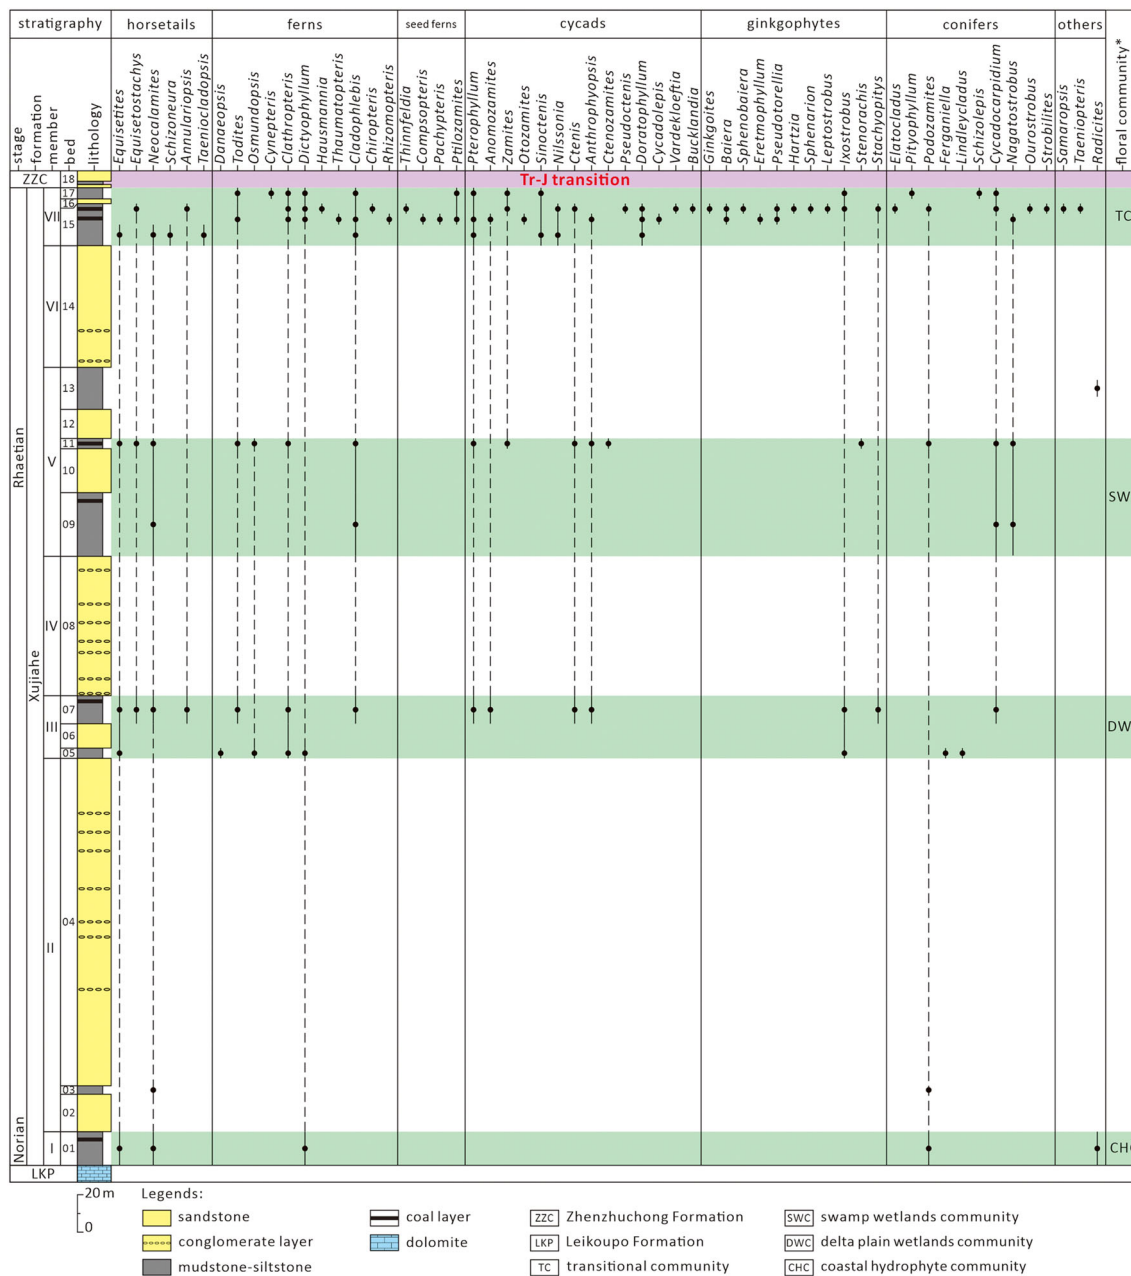 stratigraphy horsetails ferns seed ferns cycads ginkgophytes conifers others
-stage
-formation
-member
-bed
-lithology
Equisetites
Equisetostachys
Neocalamites
Schizoneura
Annulariopsis
Taeniocladopsis
Danaeopsis
Todites
Osmundopsis
Cynepteris
Clathropteris
Dictyophyllum
Hausmannia
Thaumatopteris
Cladophlebis
Chiropteris
Rhizomopteris
Thinnfeldia
Compsopteris
Pachypteris
Ptilozamites
Pterophyllum
Anomozamites
Zamites
Otozamites
Sinoctenis
Nilssonia
Ctenis
Anthrophyopsis
Ctenozamites
Pseudoctenis
Doratophyllum
Cycadolepis
Vardekloeftia
Bucklandia
Ginkgoites
Baiera
Sphenobaiera
Eretmophyllum
Pseudotorellia
Hartzia
Sphenarion
Leptostrobus
Ixostrobus
Stenorachis
Stachyopitys
Elatocladus
Pityophyllum
Podozamites
Ferganiella
Lindleycladus
Schizolepis
Cycadocarpidium
Nagatostrobus
Ourostrobus
Strobilites
Samaropsis
Taeniopteris
Radicites
-floral community*
ZZC 18 Tr-J transition
17
16
VII TC
15
VI 14
13
12
11
V
10
SW
09
Rhaetian
IV 08
Xujiahe
07
III DW
06
05
04
II
03
02
Norian
I 01 CHC
LKP
20 m
0
Legends:
sandstone coal layer ZZC Zhenzhuchong Formation SWC swamp wetlands community
conglomerate layer dolomite LKP Leikoupo Formation DWC delta plain wetlands community
mudstone-siltstone TC transitional community CHC coastal hydrophyte community